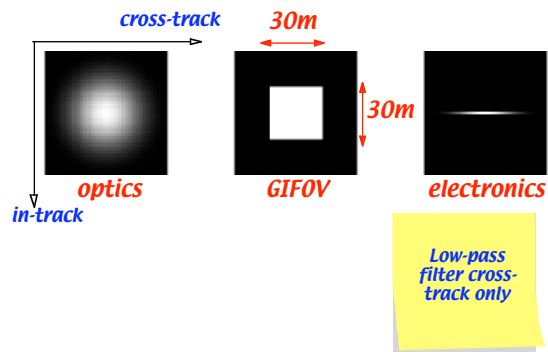 cross-track
30m
30m
optics
GIFOV
electronics
in-track
Low-pass
filter cross-
track only